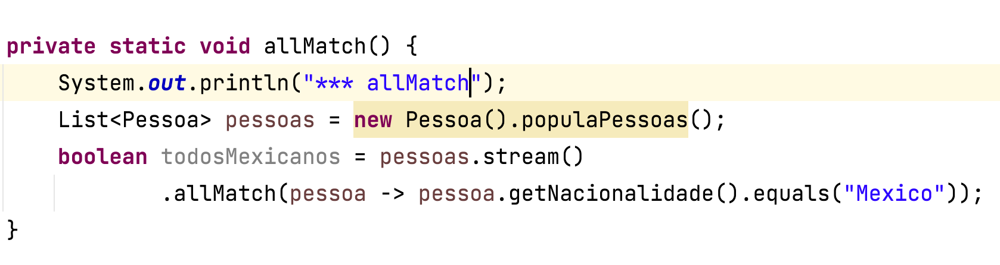 private static void allMatch() {
System.out.println("*** allMatch");
List<Pessoa> pessoas = new Pessoa().populaPessoas();
boolean todosMexicanos = pessoas.stream()
.allMatch(pessoa -> pessoa.getNacionalidade().equals("Mexico"));
}